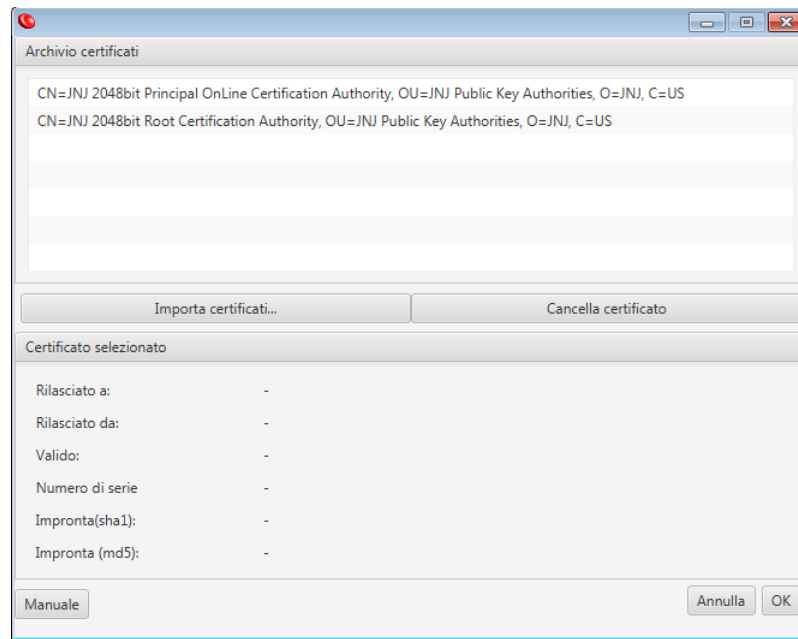 Archivio certificati
CN=JNJ 2048bit Principal OnLine Certification Authority, OU=JNJ Public Key Authorities, O=JNJ, C=US
CN=JNJ 2048bit Root Certification Authority, OU=JNJ Public Key Authorities, O=JNJ, C=US
Importa certificati... Cancella certificato
Certificato selezionato
Rilasciato a: -
Rilasciato da: -
Valido: -
Numero di serie -
Impronta(sha1): -
Impronta (md5): -
Manuale Annulla OK